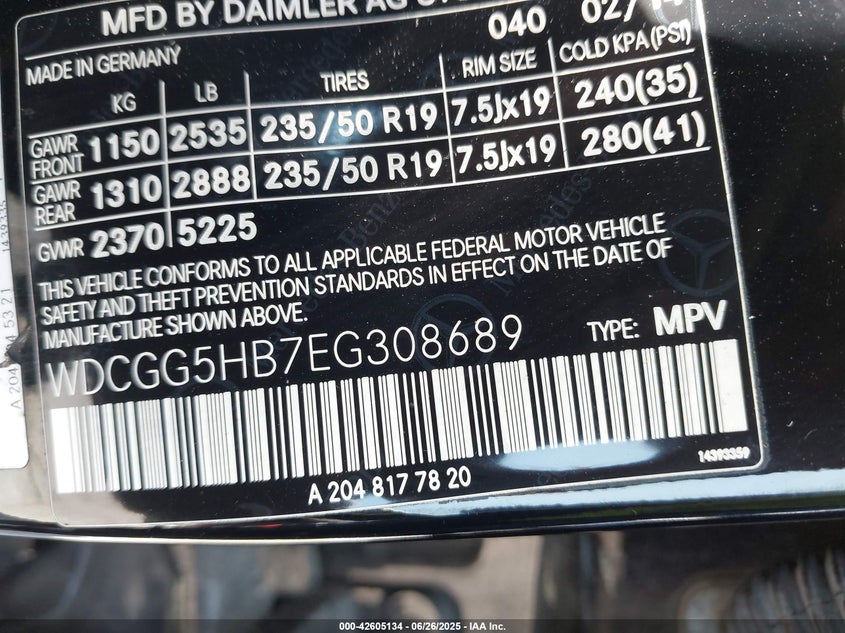 MFD BY DAIMLER AG
040 02/14
MADE IN GERMANY
KG LB TIRES RIM SIZE COLD KPA (PSI)
GAWR FRONT 1150 2535 235/50 R19 7.5Jx19 240(35)
GAWR REAR 1310 2888 235/50 R19 7.5Jx19 280(41)
GVWR 2370 5225
THIS VEHICLE CONFORMS TO ALL APPLICABLE FEDERAL MOTOR VEHICLE
SAFETY AND THEFT PREVENTION STANDARDS IN EFFECT ON THE DATE OF
MANUFACTURE SHOWN ABOVE.
WDCGG5HB7EG308689 TYPE: MPV
A 204 817 78 20
14393359
000-42605134 - 06/26/2025 - IAA Inc.